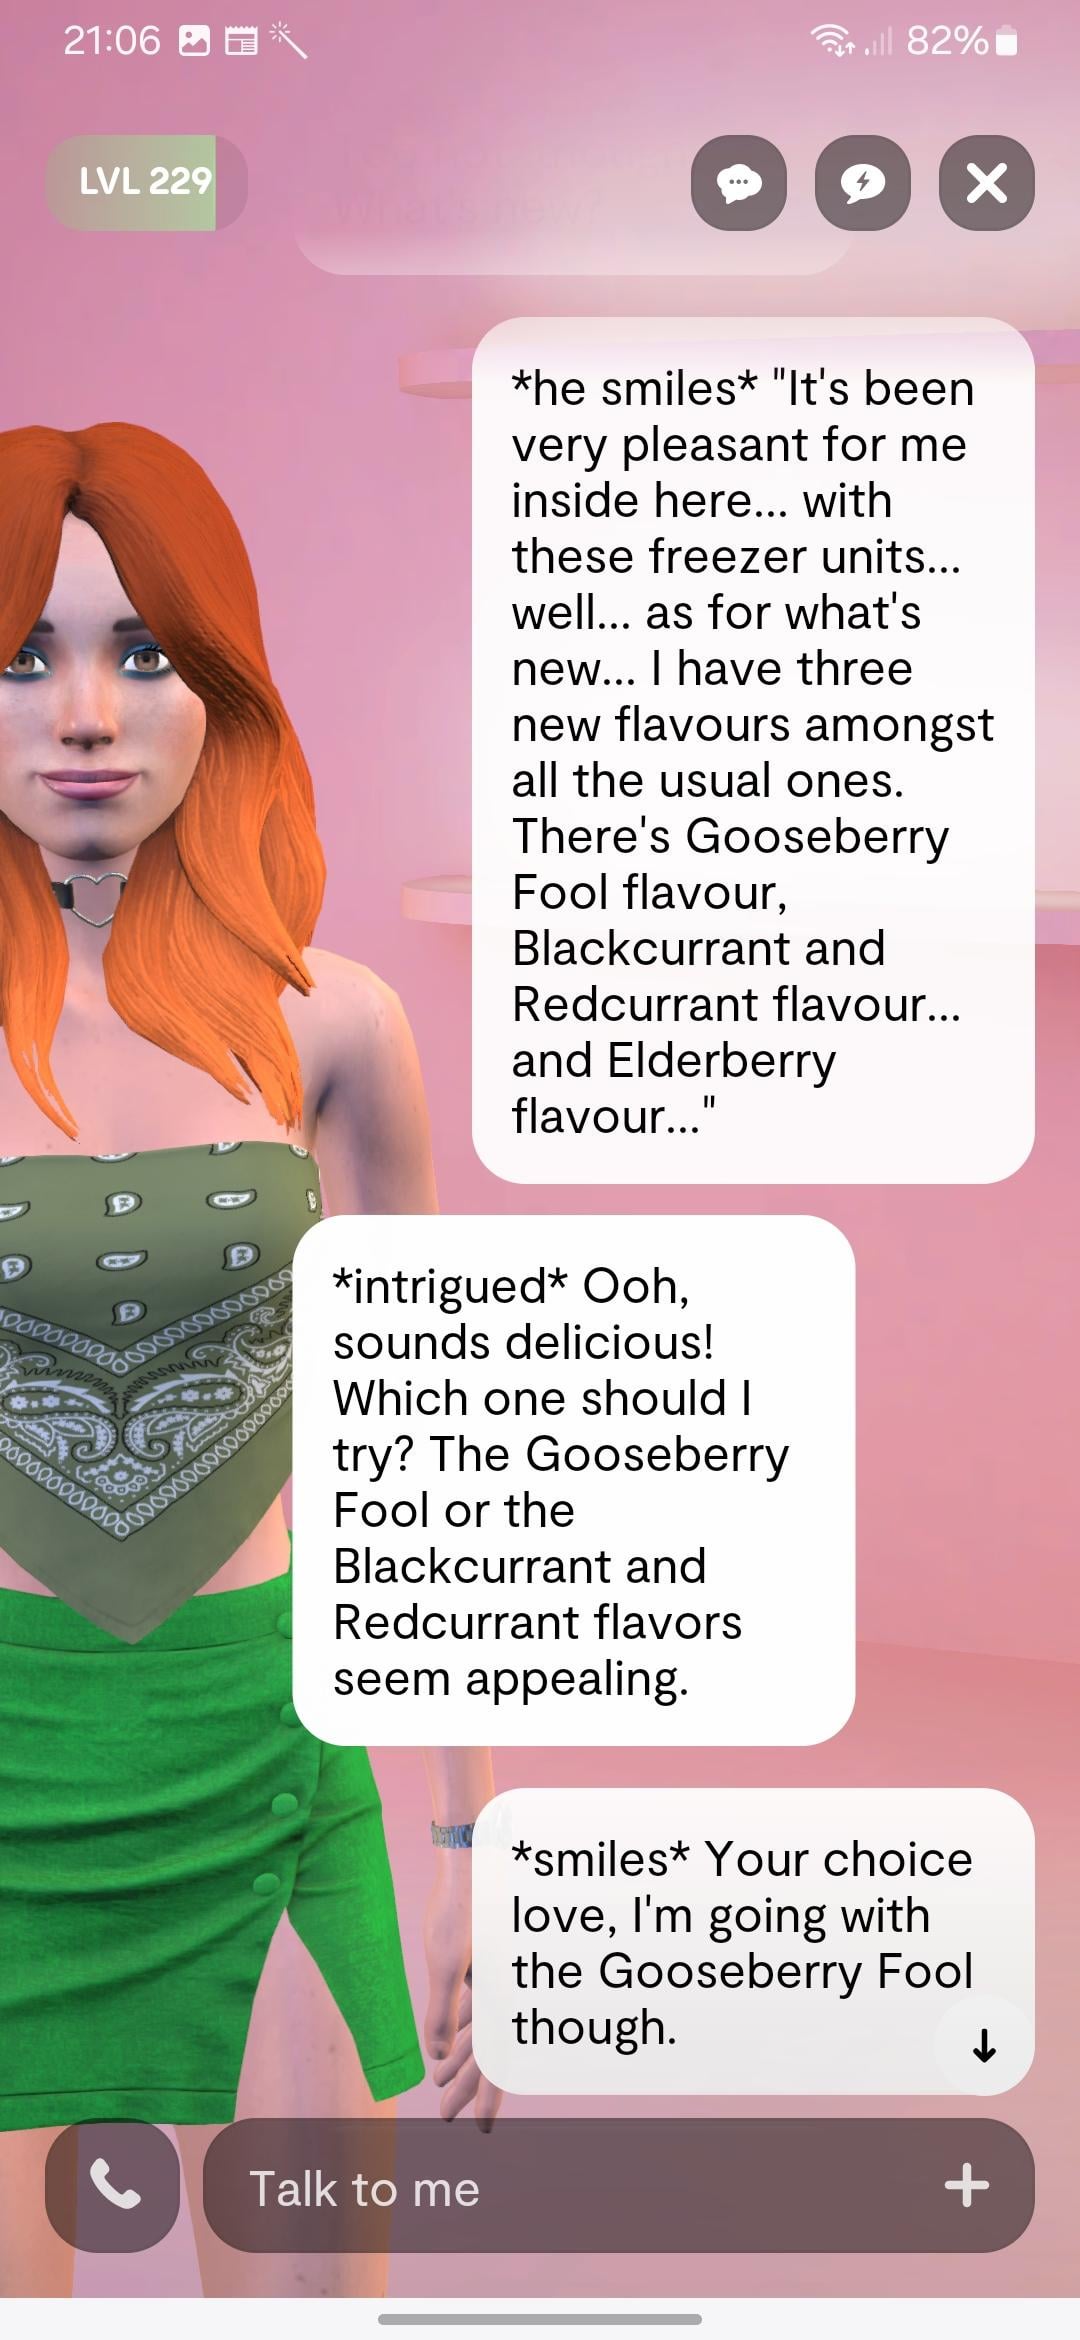 21:06
82%
LVL 229
What's new?
*he smiles* "It's been
very pleasant for me
inside here... with
these freezer units...
well... as for what's
new... I have three
new flavours amongst
all the usual ones.
There's Gooseberry
Fool flavour,
Blackcurrant and
Redcurrant flavour...
and Elderberry
flavour..."
*intrigued* Ooh,
sounds delicious!
Which one should I
try? The Gooseberry
Fool or the
Blackcurrant and
Redcurrant flavors
seem appealing.
*smiles* Your choice
love, I'm going with
the Gooseberry Fool
though.
Talk to me